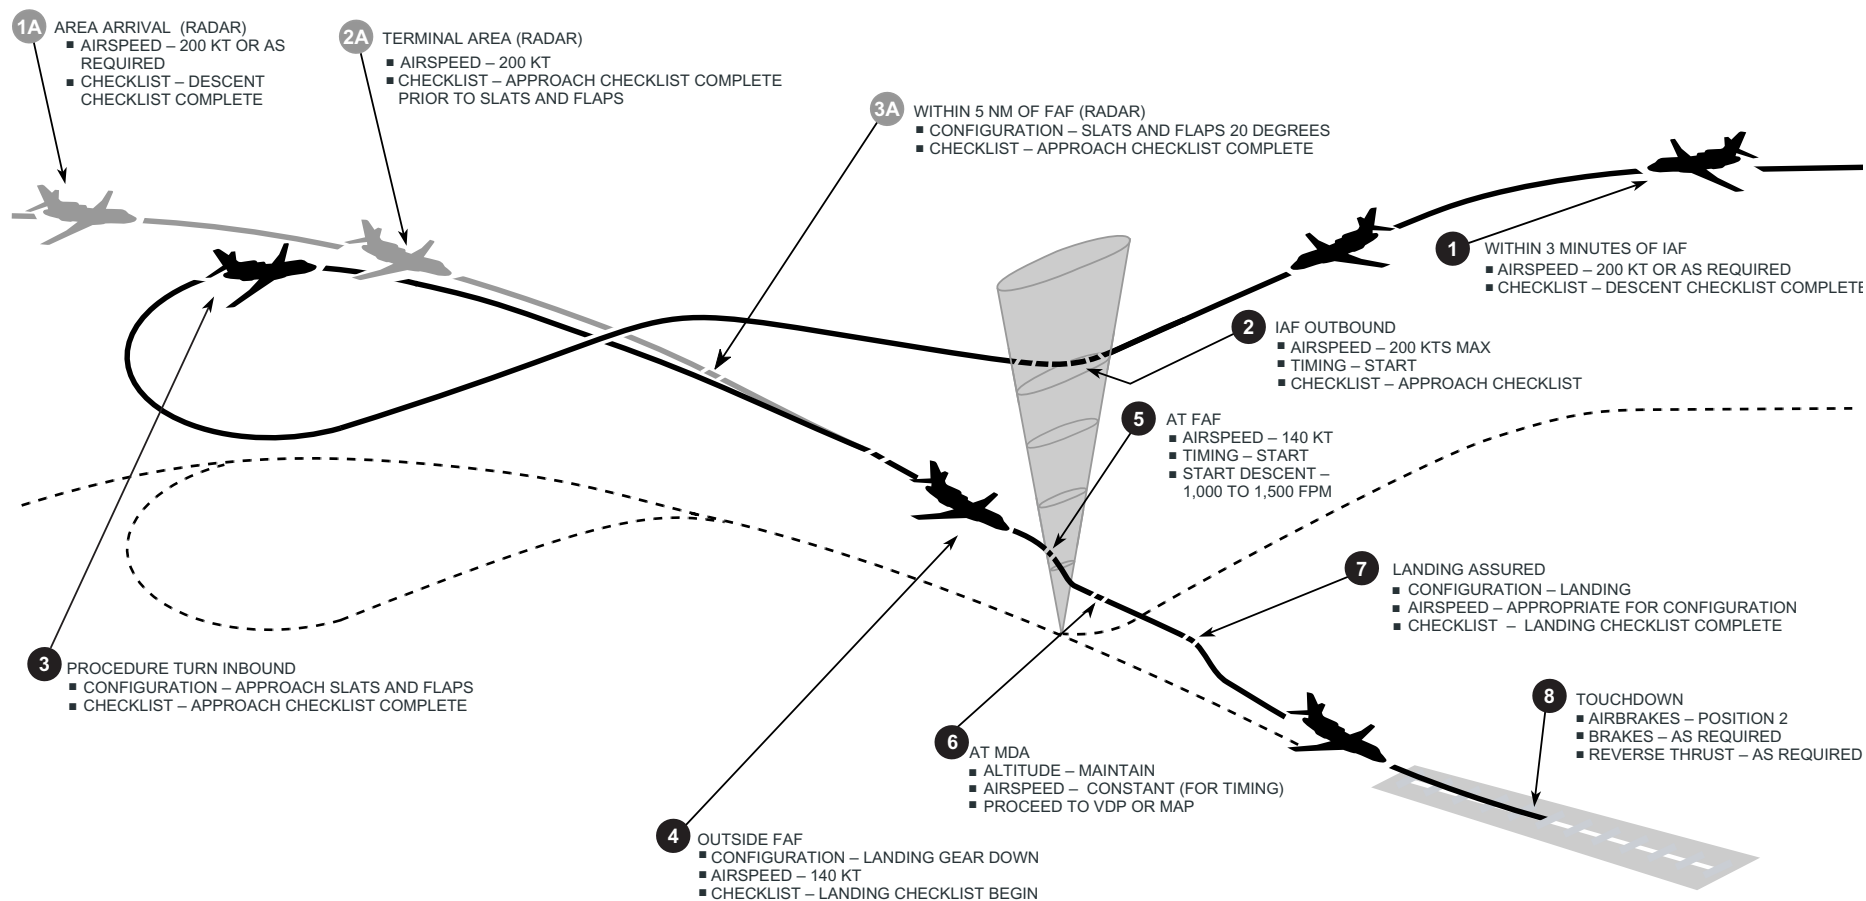 1A
AREA ARRIVAL (RADAR)
■ AIRSPEED – 200 KT OR AS
REQUIRED
■ CHECKLIST – DESCENT
CHECKLIST COMPLETE
2A
TERMINAL AREA (RADAR)
■ AIRSPEED – 200 KT
■ CHECKLIST – APPROACH CHECKLIST COMPLETE
PRIOR TO SLATS AND FLAPS
3A
WITHIN 5 NM OF FAF (RADAR)
■ CONFIGURATION – SLATS AND FLAPS 20 DEGREES
■ CHECKLIST – APPROACH CHECKLIST COMPLETE
1
WITHIN 3 MINUTES OF IAF
■ AIRSPEED – 200 KT OR AS REQUIRED
■ CHECKLIST – DESCENT CHECKLIST COMPLETE
2
IAF OUTBOUND
■ AIRSPEED – 200 KTS MAX
■ TIMING – START
■ CHECKLIST – APPROACH CHECKLIST
3
PROCEDURE TURN INBOUND
■ CONFIGURATION – APPROACH SLATS AND FLAPS
■ CHECKLIST – APPROACH CHECKLIST COMPLETE
4
OUTSIDE FAF
■ CONFIGURATION – LANDING GEAR DOWN
■ AIRSPEED – 140 KT
■ CHECKLIST – LANDING CHECKLIST BEGIN
5
AT FAF
■ AIRSPEED – 140 KT
■ TIMING – START
■ START DESCENT –
1,000 TO 1,500 FPM
6
AT MDA
■ ALTITUDE – MAINTAIN
■ AIRSPEED – CONSTANT (FOR TIMING)
■ PROCEED TO VDP OR MAP
7
LANDING ASSURED
■ CONFIGURATION – LANDING
■ AIRSPEED – APPROPRIATE FOR CONFIGURATION
■ CHECKLIST – LANDING CHECKLIST COMPLETE
8
TOUCHDOWN
■ AIRBRAKES – POSITION 2
■ BRAKES – AS REQUIRED
■ REVERSE THRUST – AS REQUIRED